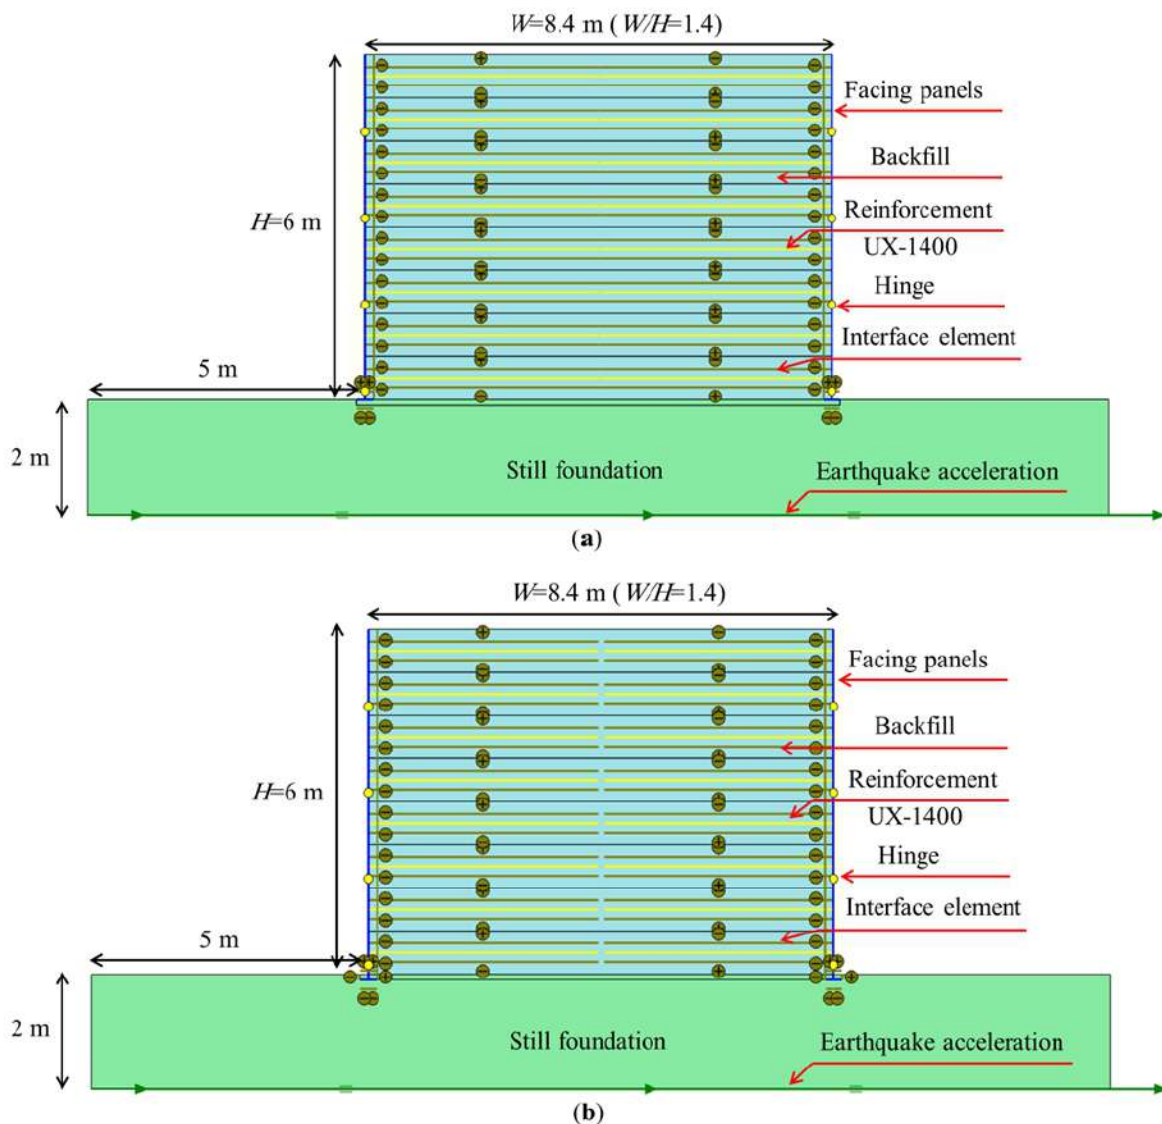 W=8.4 m (W/H=1.4)
Facing panels
Backfill
Reinforcement
UX-1400
H=6 m
Hinge
Interface element
5 m
2 m
Still foundation
Earthquake acceleration
(a)
W=8.4 m (W/H=1.4)
Facing panels
Backfill
Reinforcement
UX-1400
H=6 m
Hinge
Interface element
5 m
2 m
Still foundation
Earthquake acceleration
(b)